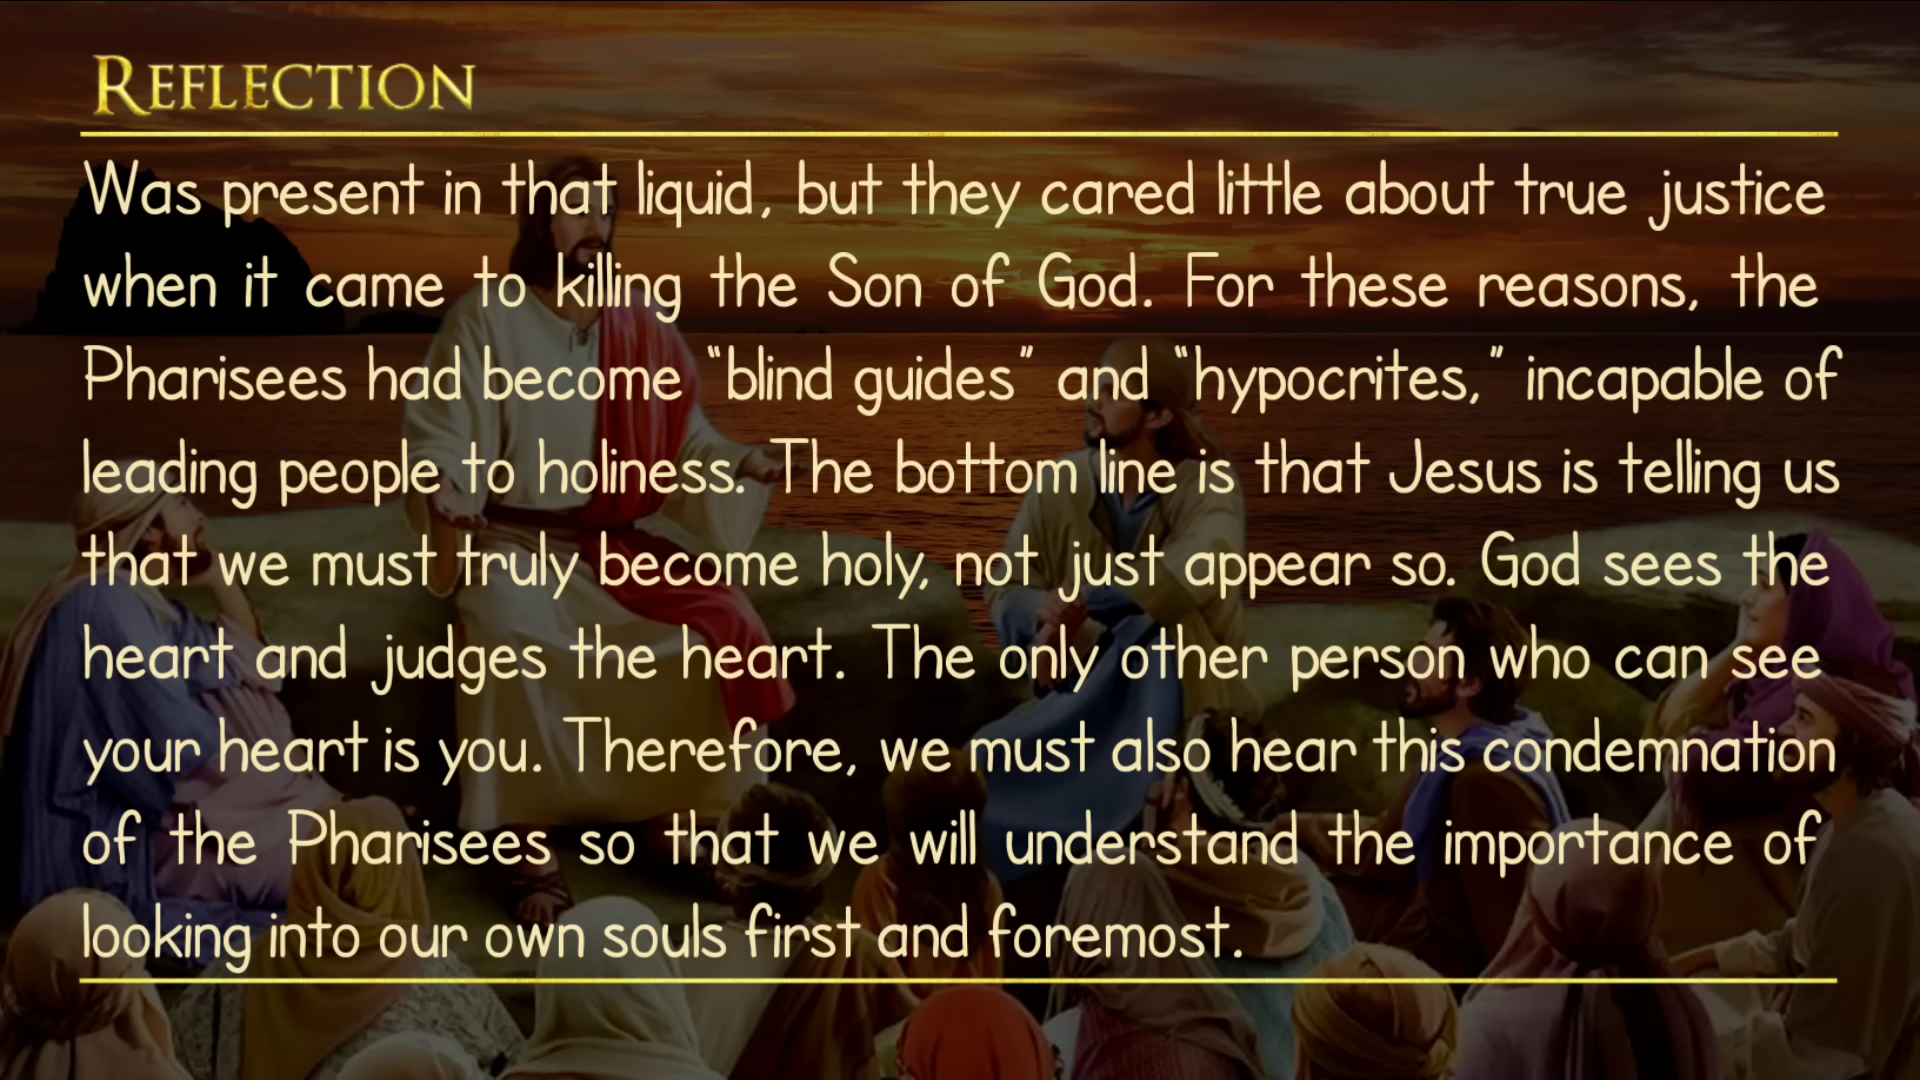 REFLECTION
Was present in that liquid, but they cared little about true justice
when it came to killing the Son of God. For these reasons, the
Pharisees had become “blind guides” and “hypocrites,” incapable of
leading people to holiness. The bottom line is that Jesus is telling us
that we must truly become holy, not just appear so. God sees the
heart and judges the heart. The only other person who can see
your heart is you. Therefore, we must also hear this condemnation
of the Pharisees so that we will understand the importance of
looking into our own souls first and foremost.